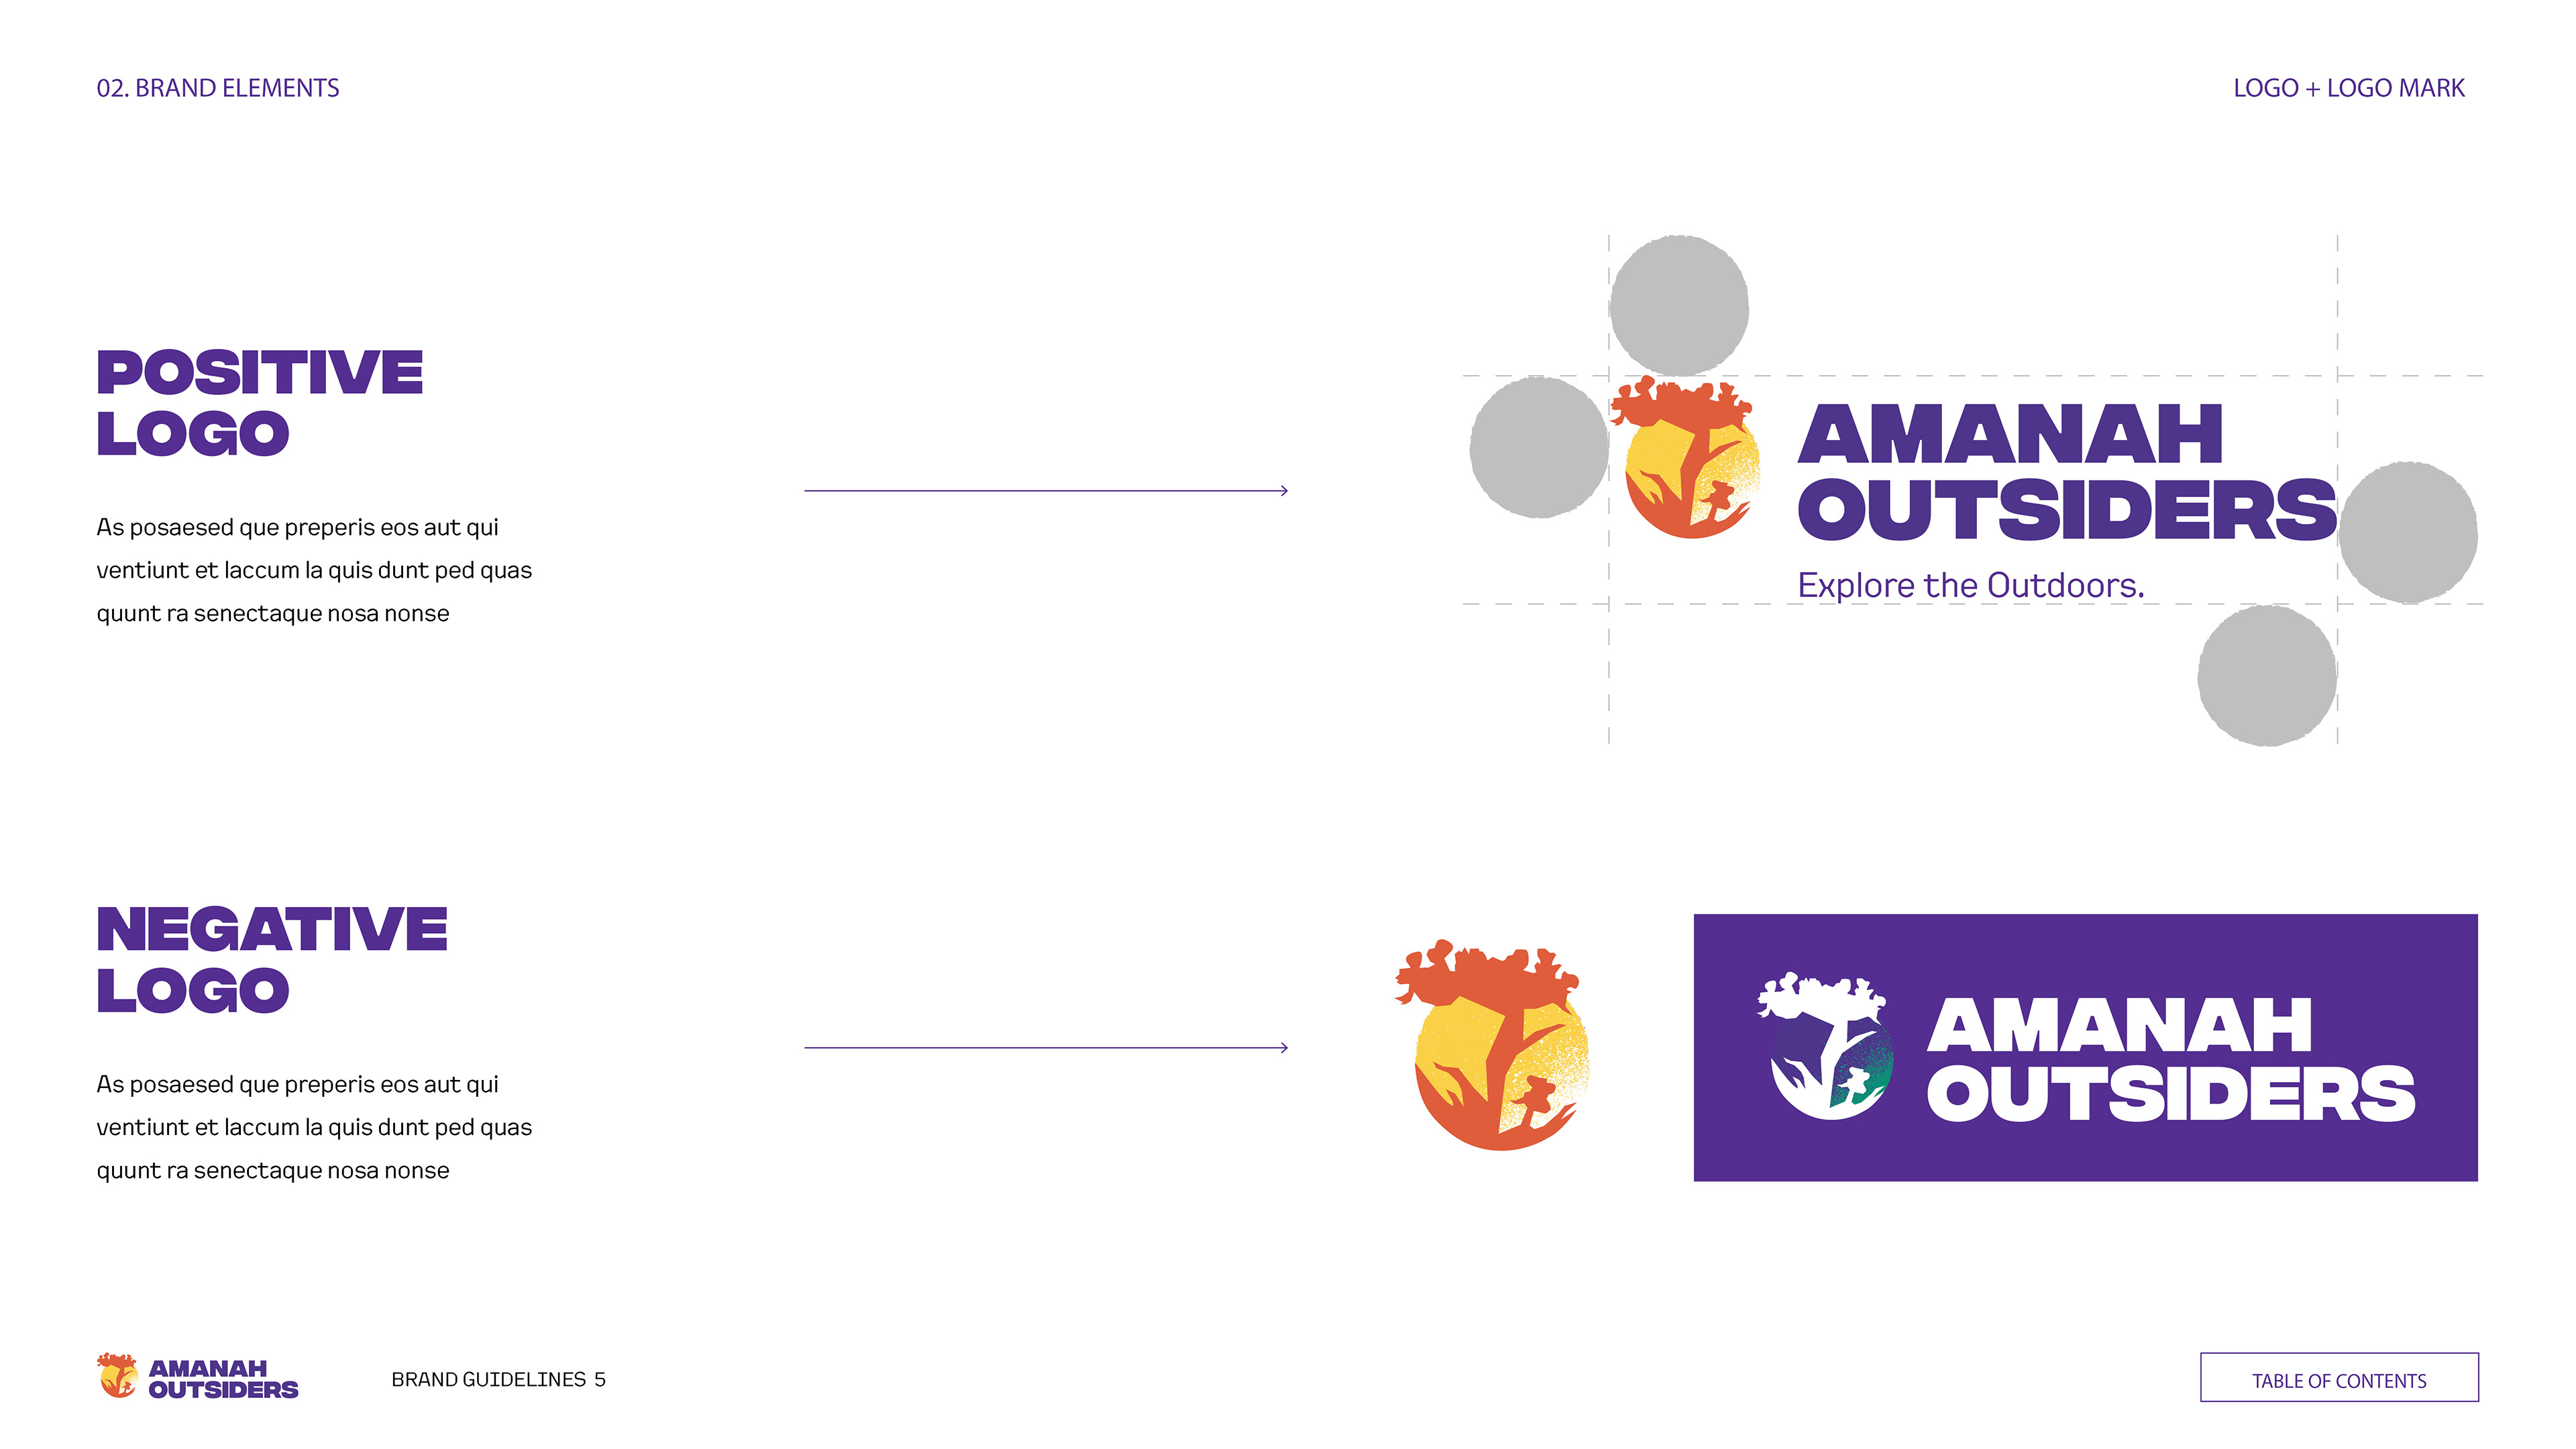 02. BRAND ELEMENTS
LOGO + LOGO MARK
POSITIVE
LOGO
As posaesed que preperis eos aut qui
ventiunt et laccum la quis dunt ped quas
quunt ra senectaque nosa nonse
AMANAH
OUTSIDERS
Explore the Outdoors.
NEGATIVE
LOGO
As posaesed que preperis eos aut qui
ventiunt et laccum la quis dunt ped quas
quunt ra senectaque nosa nonse
AMANAH
OUTSIDERS
AMANAH
OUTSIDERS
BRAND GUIDELINES 5
TABLE OF CONTENTS